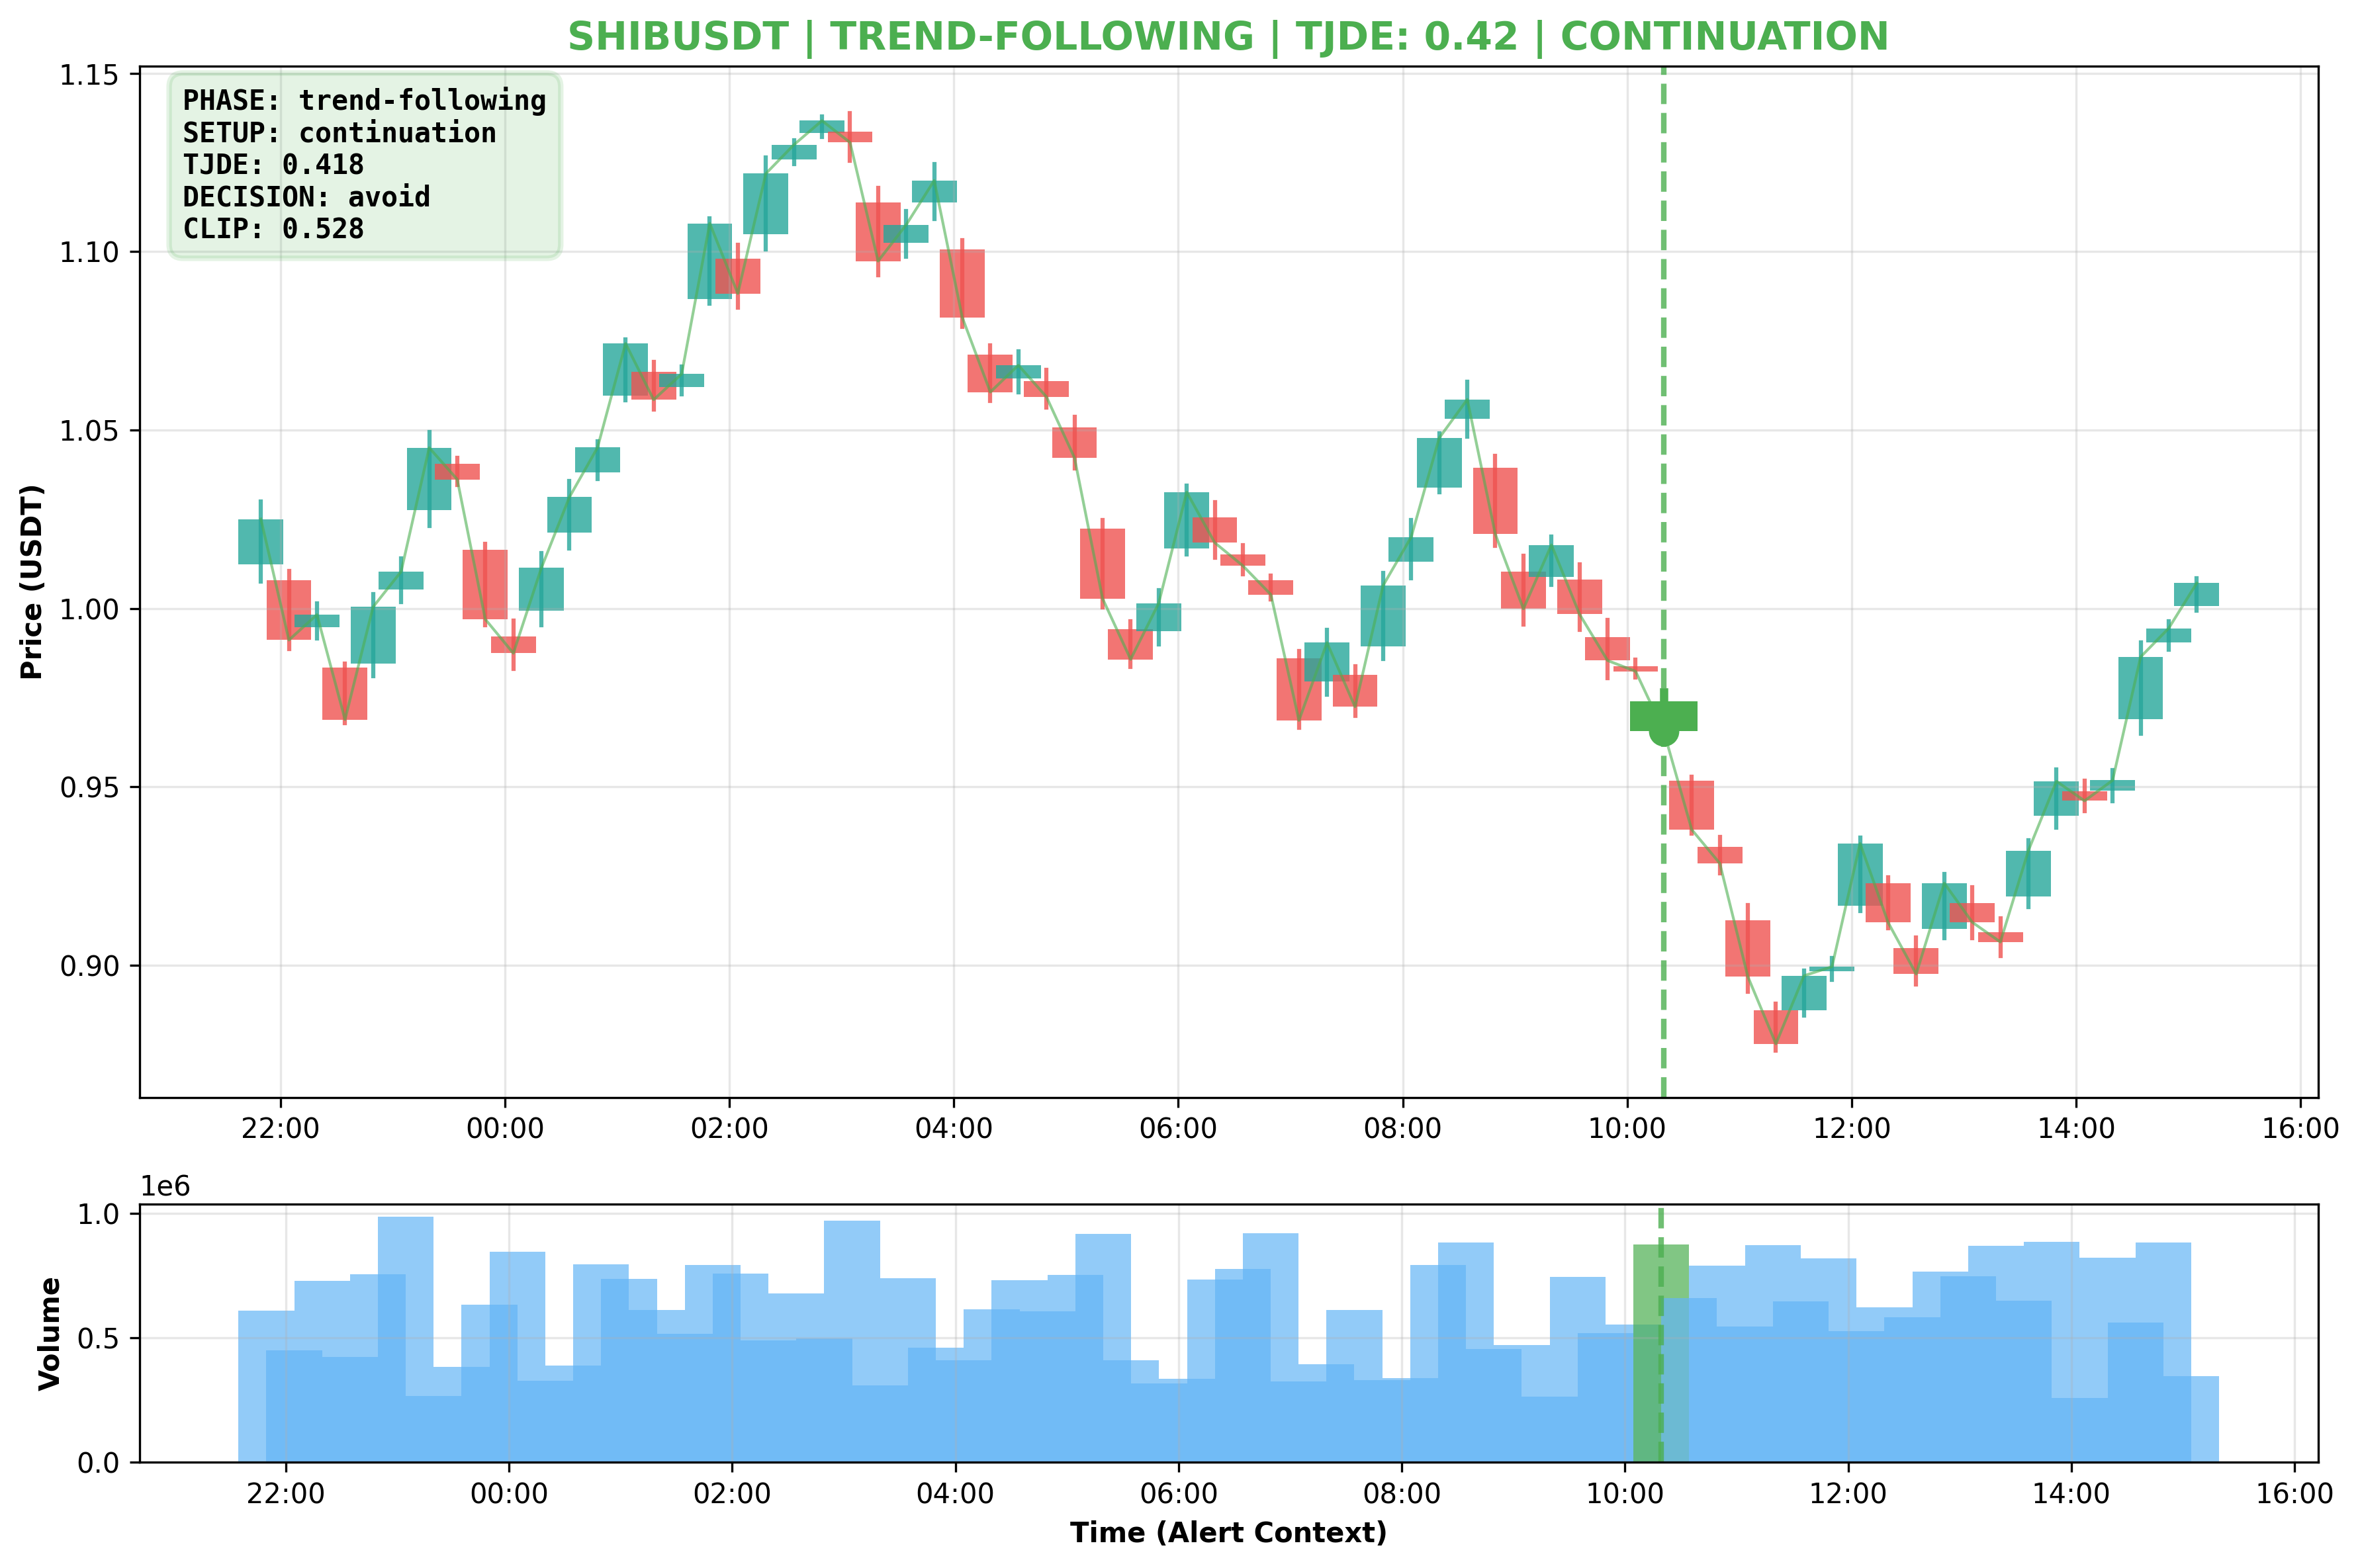 SHIBUSDT | TREND-FOLLOWING | TJDE: 0.42 | CONTINUATION
PHASE: trend-following
SETUP: continuation
TJDE: 0.418
DECISION: avoid
CLIP: 0.528
Price (USDT)
1.15
1.10
1.05
1.00
0.95
0.90
22:00 00:00 02:00 04:00 06:00 08:00 10:00 12:00 14:00 16:00
1e6
Volume
1.0
0.5
0.0
22:00 00:00 02:00 04:00 06:00 08:00 10:00 12:00 14:00 16:00
Time (Alert Context)